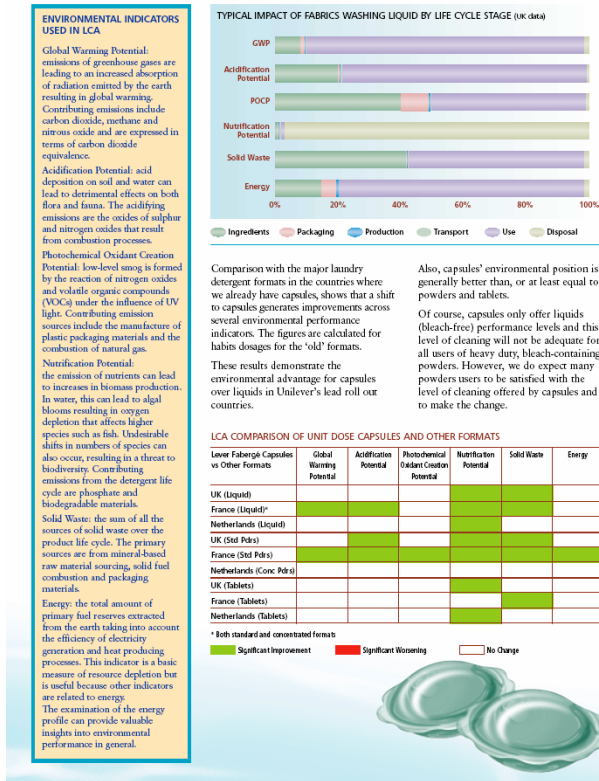 ENVIRONMENTAL INDICATORS
USED IN LCA
Global Warming Potential:
emissions of greenhouse gases are
leading to an increased absorption
of radiation emitted by the earth
resulting in global warming.
Contributing emissions include
carbon dioxide, methane and
nitrous oxide and are expressed in
terms of carbon dioxide
equivalence.
Acidification Potential: acid
deposition on soil and water can
lead to detrimental effects on both
flora and fauna. The acidifying
emissions are the oxides of sulphur
and nitrogen oxides that result
from combustion processes.
Photochemical Oxidant Creation
Potential: low-level smog is formed
by the reaction of nitrogen oxides
and volatile organic compounds
(VOCs) under the influence of UV
light. Contributing emission
sources include the manufacture of
plastic packaging materials and the
combustion of natural gas.
Nutrification Potential:
the emission of nutrients can lead
to increases in biomass production.
In water, this can lead to algal
blooms resulting in oxygen
depletion that affects higher
species such as fish. Undesirable
shifts in numbers of species can
also occur, resulting in a threat to
biodiversity. Contributing
emissions from the detergent life
cycle are phosphate and
biodegradable materials.
Solid Waste: the sum of all the
sources of solid waste over the
product life cycle. The primary
sources are from mineral-based
raw material sourcing, solid fuel
combustion and packaging
materials.
Energy: the total amount of
primary fuel reserves extracted
from the earth taking into account
the efficiency of electricity
generation and heat producing
processes. This indicator is a basic
measure of resource depletion but
is useful because other indicators
are related to energy.
The examination of the energy
profile can provide valuable
insights into environmental
performance in general.
TYPICAL IMPACT OF FABRICS WASHING LIQUID BY LIFE CYCLE STAGE (UK data)
GWP
Acidification
Potential
POCP
Nutrification
Potential
Solid Waste
Energy
0% 20% 40% 60% 80% 100%
Ingredients Packaging Production Transport Use Disposal
Comparison with the major laundry
detergent formats in the countries where
we already have capsules, shows that a shift
to capsules generates improvements across
several environmental performance
indicators. The figures are calculated for
habits dosages for the ‘old’ formats.
These results demonstrate the
environmental advantage for capsules
over liquids in Unilever’s lead roll out
countries.
Also, capsules’ environmental position is
generally better than, or at least equal to
powders and tablets.
Of course, capsules only offer liquids
(bleach-free) performance levels and this
level of cleaning will not be adequate for
all users of heavy duty, bleach-containing
powders. However, we do expect many
powders users to be satisfied with the
level of cleaning offered by capsules and
to make the change.
LCA COMPARISON OF UNIT DOSE CAPSULES AND OTHER FORMATS
Lever Fabergé Capsules Global Acidification Photochemical Nutrification Solid Waste Energy
vs Other Formats Warming Potential Oxidant Creation Potential
Potential Potential
UK (Liquid)
France (Liquid)*
Netherlands (Liquid)
UK (Std Pdrs)
France (Std Pdrs)
Netherlands (Conc Pdrs)
UK (Tablets)
France (Tablets)
Netherlands (Tablets)
* Both standard and concentrated formats
Significant Improvement Significant Worsening No Change